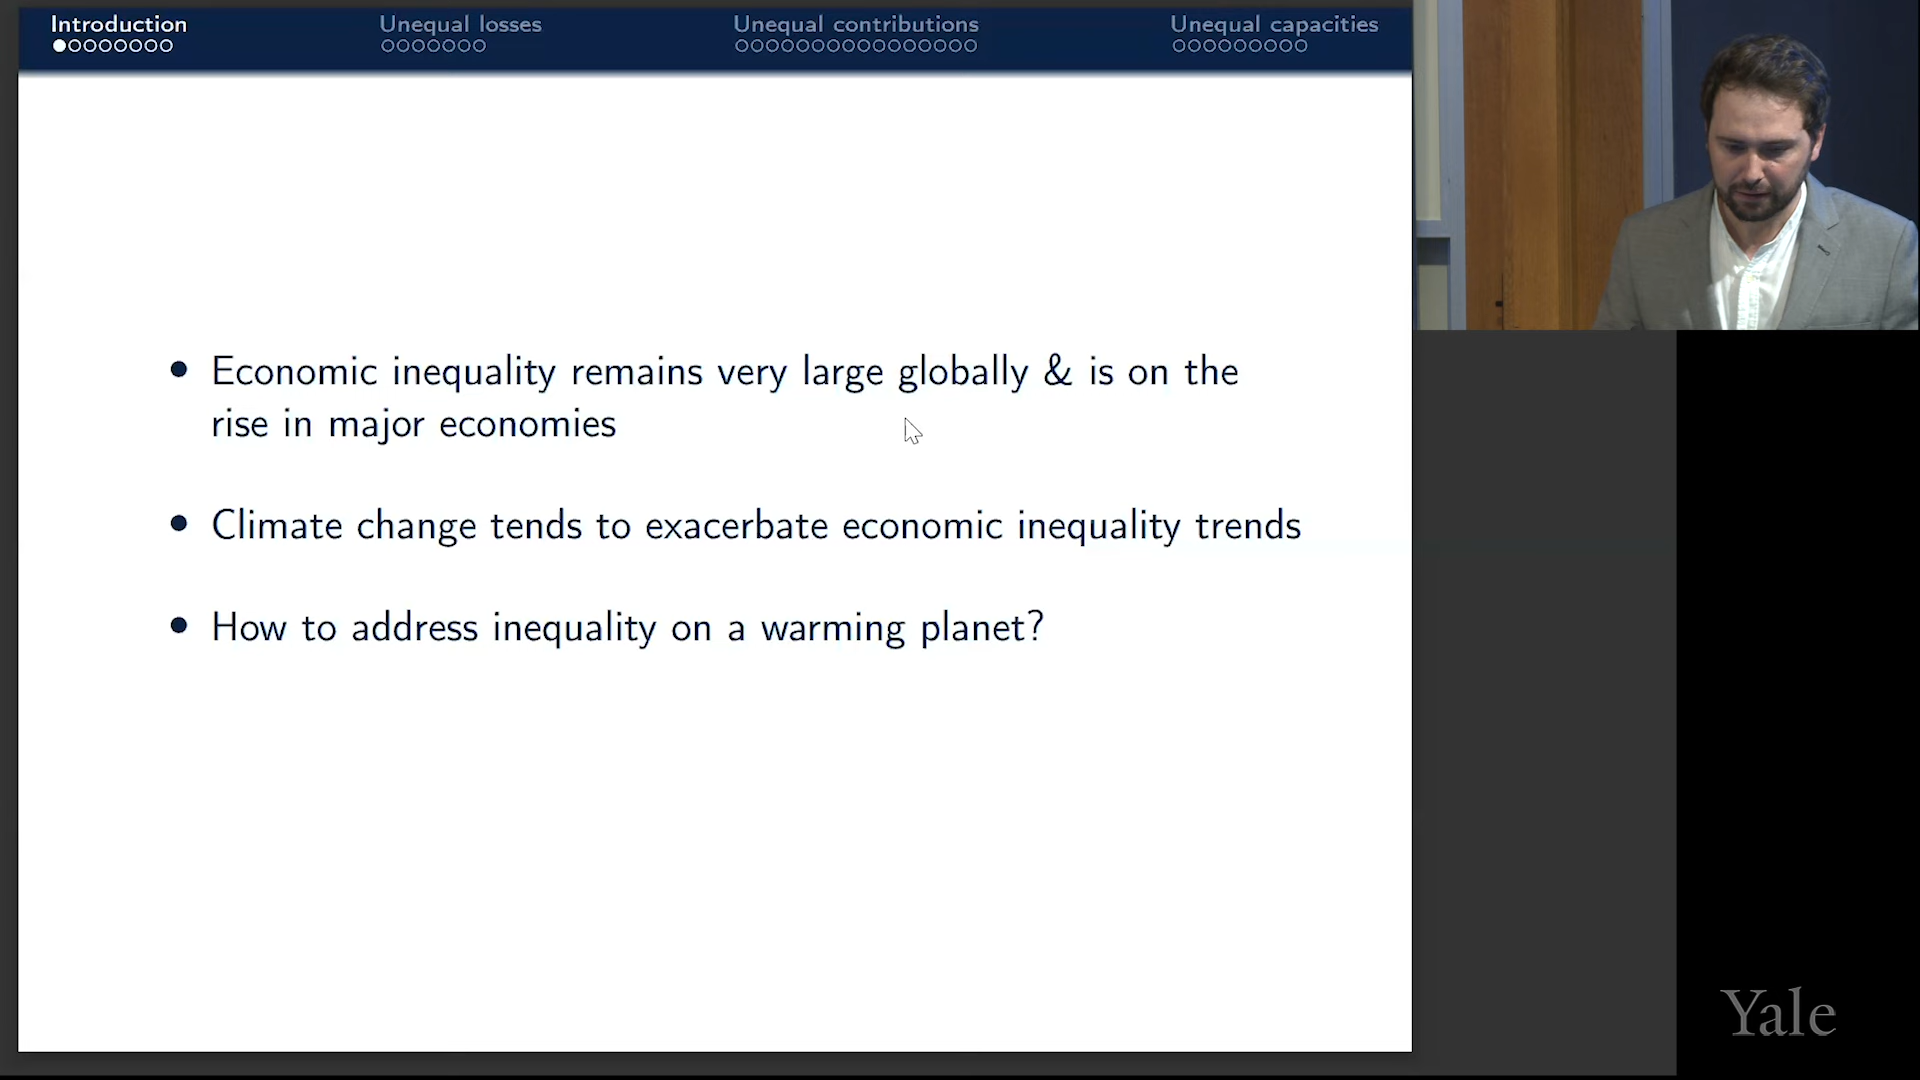 Introduction
Unequal losses
Unequal contributions
Unequal capacities
• Economic inequality remains very large globally & is on the
rise in major economies
• Climate change tends to exacerbate economic inequality trends
• How to address inequality on a warming planet?
Yale